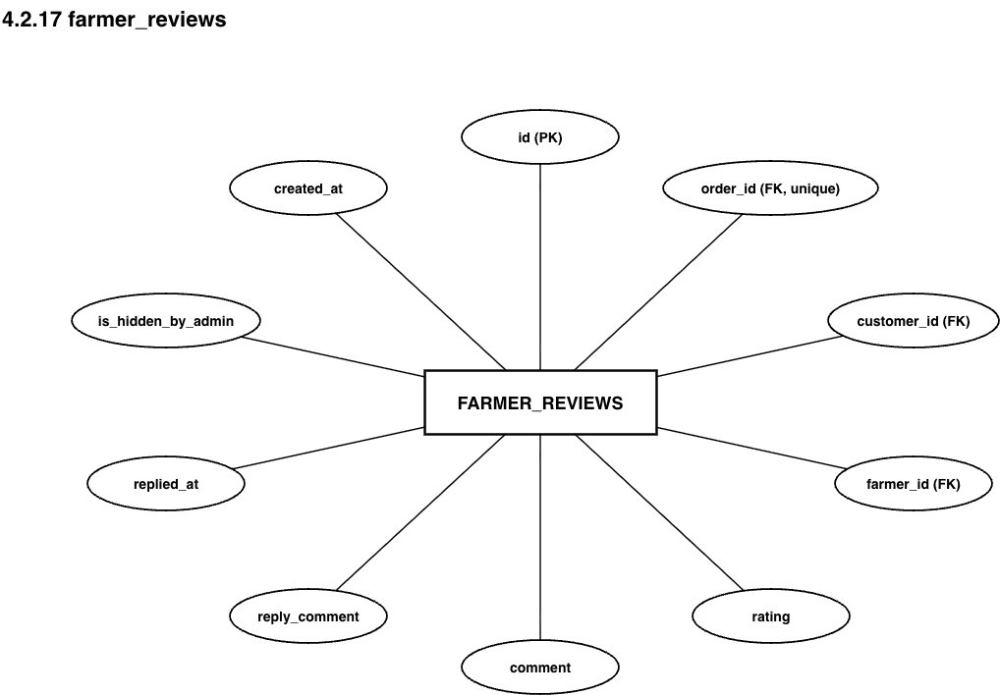 4.2.17 farmer_reviews
id (PK)
created_at
order_id (FK, unique)
is_hidden_by_admin
customer_id (FK)
FARMER_REVIEWS
replied_at
farmer_id (FK)
reply_comment
rating
comment